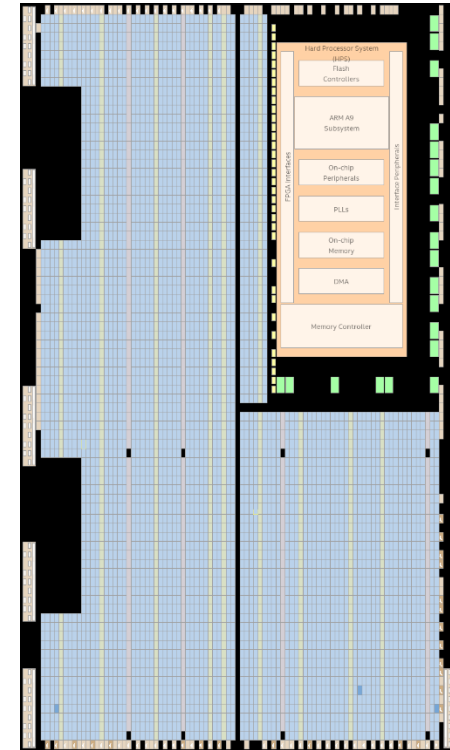 Hard Processor System
(HPS)
Flash
Controllers
ARM A9
Subsystem
On-chip
Peripherals
PLLs
On-chip
Memory
DMA
Memory Controller
FPGA Interfaces
Interface Peripherals